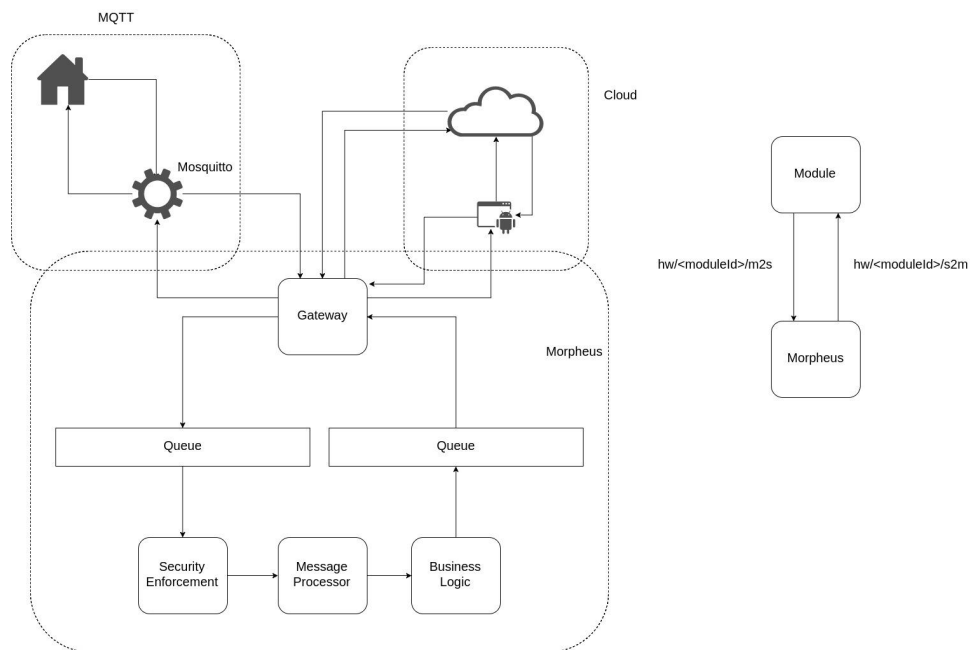 MQTT
Cloud
Mosquitto
Module
hw/<moduleId>/m2s
hw/<moduleId>/s2m
Gateway
Morpheus
Morpheus
Queue
Queue
Security
Enforcement
Message
Processor
Business
Logic